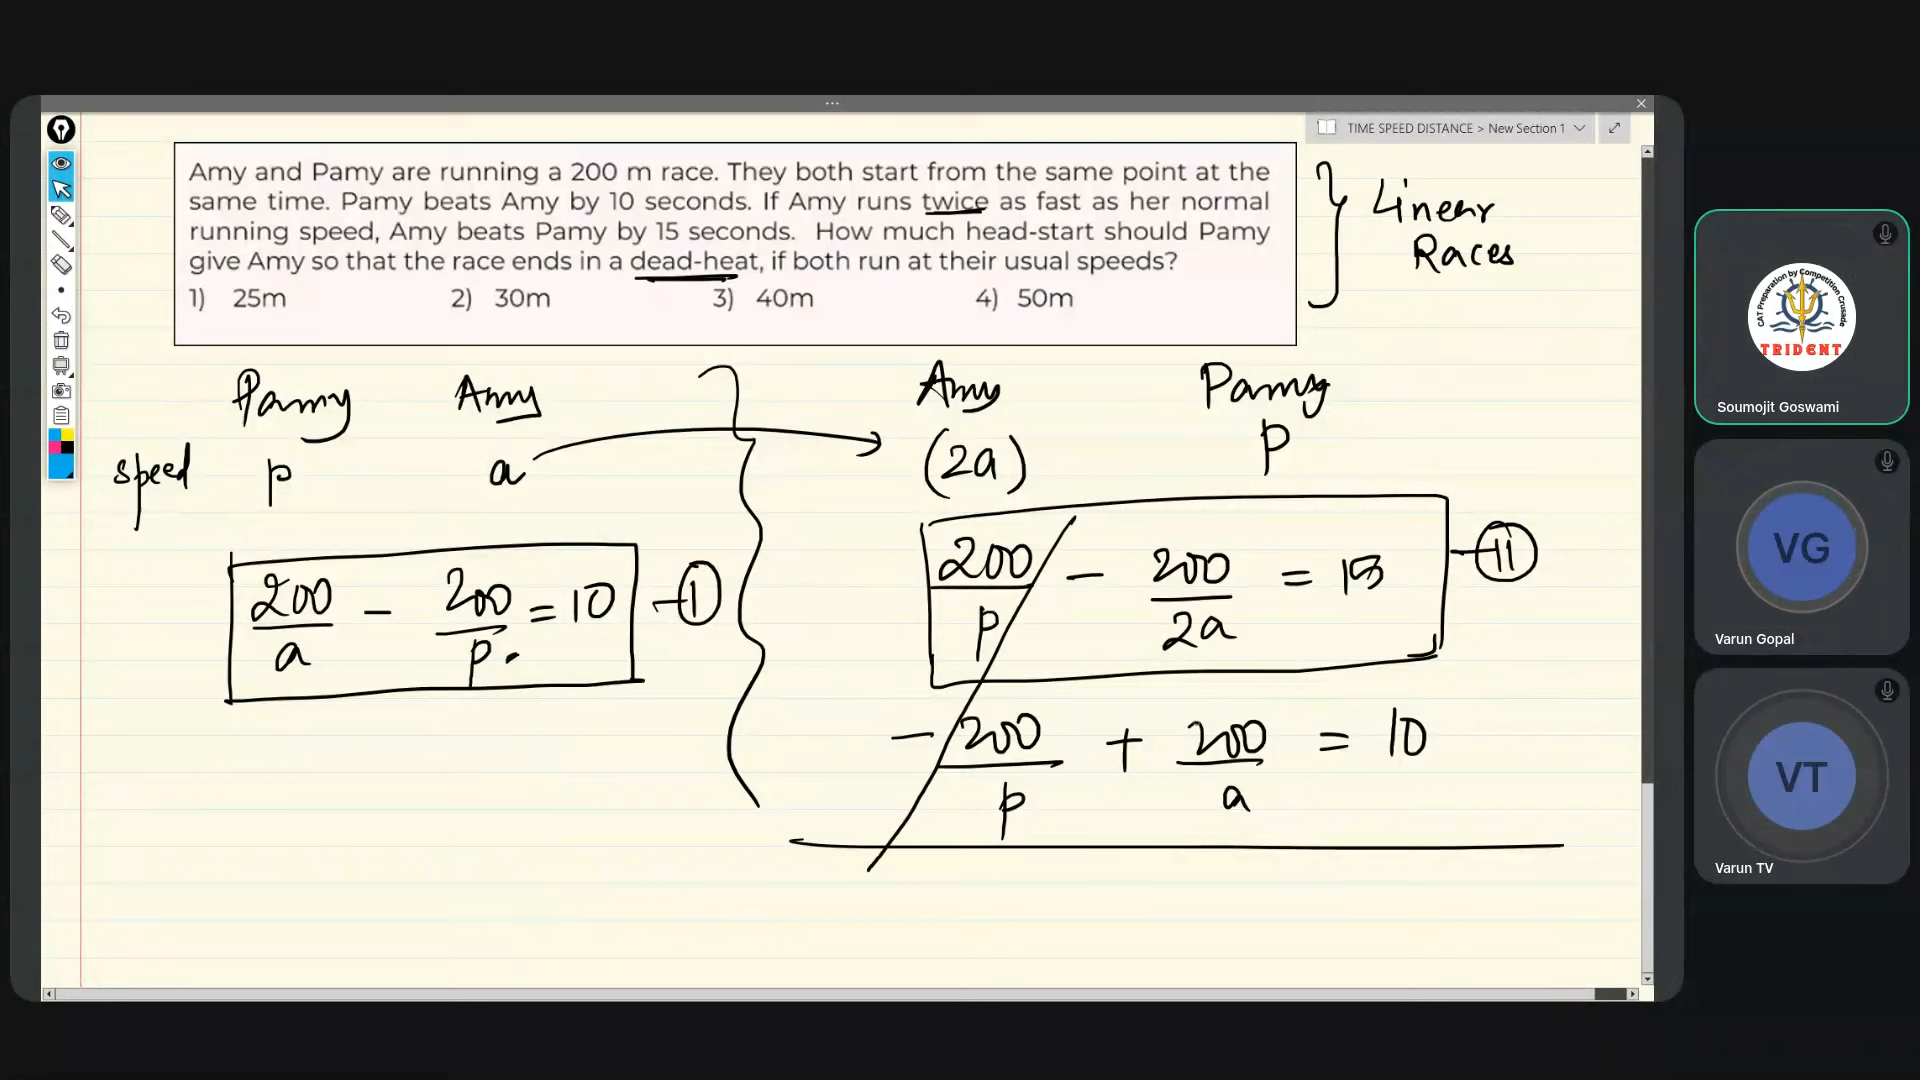 TIME SPEED DISTANCE > New Section 1
Amy and Pamy are running a 200 m race. They both start from the same point at the
same time. Pamy beats Amy by 10 seconds. If Amy runs twice as fast as her normal
running speed, Amy beats Pamy by 15 seconds. How much head-start should Pamy
give Amy so that the race ends in a dead-heat, if both run at their usual speeds?
1) 25m 2) 30m 3) 40m 4) 50m
Linear
Races
Pamy Amy
speed p a
200/a - 200/p = 10 - I
Amy Pamy
(2a) p
200/p - 200/2a = 15 - II
- 200/p + 200/a = 10
CAT Preparation by Competition Crusade
TRIDENT
Soumojit Goswami
VG
Varun Gopal
VT
Varun TV